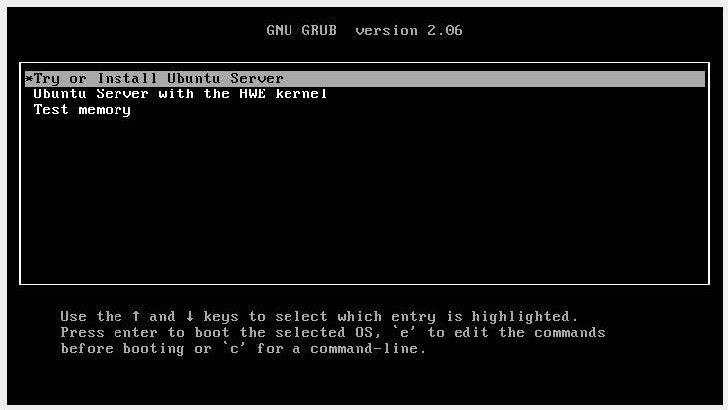 GNU GRUB  version 2.06
*Try or Install Ubuntu Server
Ubuntu Server with the HWE kernel
Test memory
Use the ↑ and ↓ keys to select which entry is highlighted.
Press enter to boot the selected OS, `e' to edit the commands
before booting or `c' for a command-line.